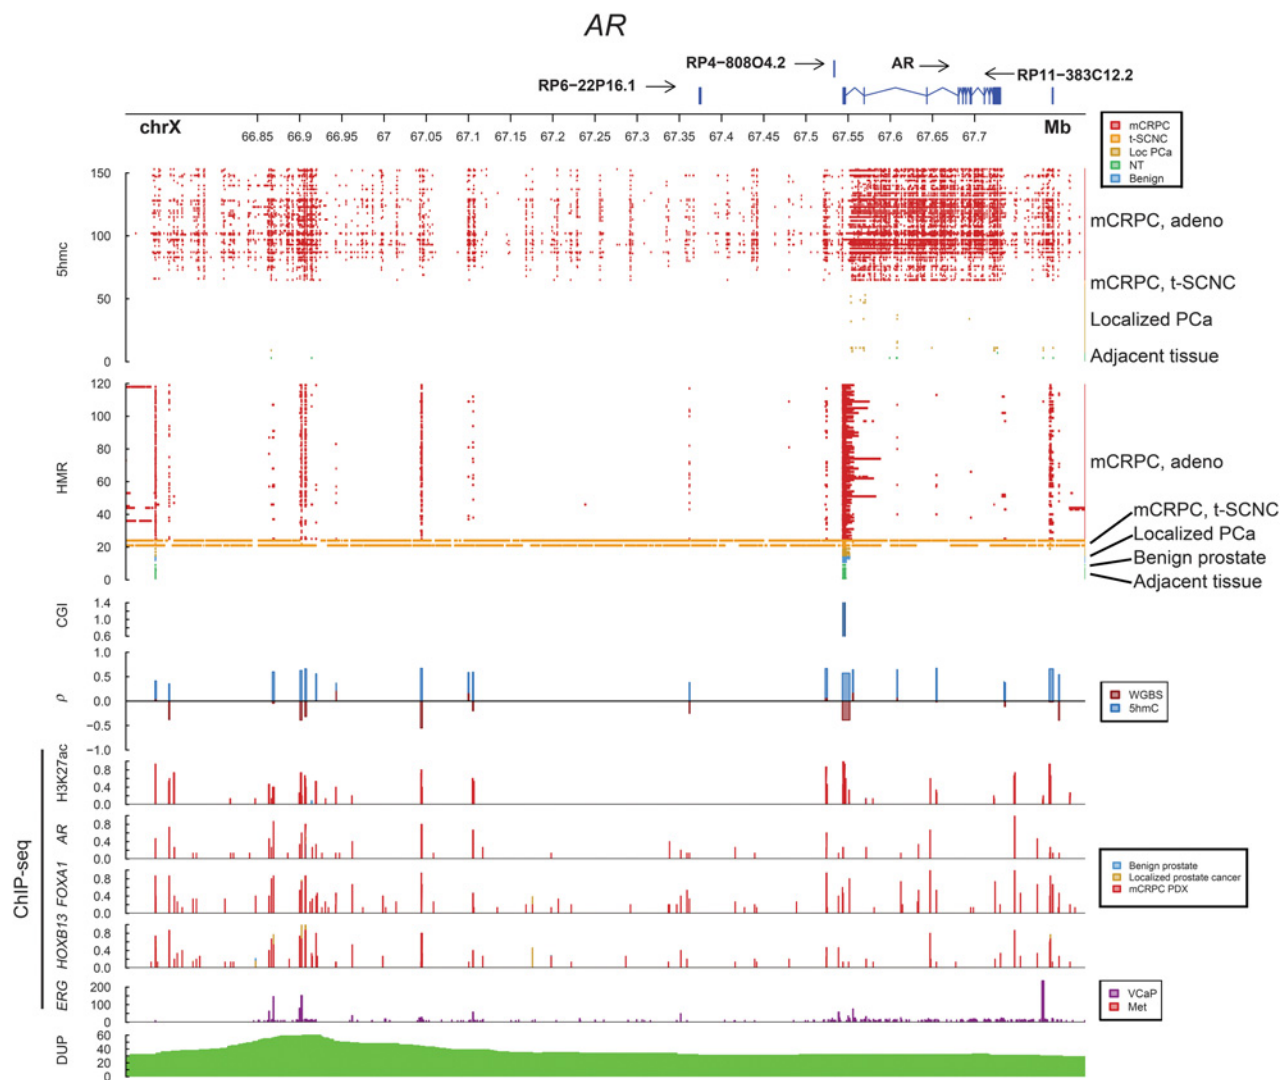 AR
RP4–808O4.2
AR
RP11–383C12.2
RP6–22P16.1
chrX
Mb
66.85 66.9 66.95 67 67.05 67.1 67.15 67.2 67.25 67.3 67.35 67.4 67.45 67.5 67.55 67.6 67.65 67.7
mCRPC
t-SCNC
Loc PCa
NT
Benign
5hmc
150
100
50
0
mCRPC, adeno
mCRPC, t-SCNC
Localized PCa
Adjacent tissue
HMR
120
100
80
60
40
20
0
mCRPC, adeno
mCRPC, t-SCNC
Localized PCa
Benign prostate
Adjacent tissue
CGI
1.4
1.0
0.6
ρ
1.0
0.5
0.0
−0.5
−1.0
WGBS
5hmC
ChIP-seq
H3K27ac
0.8
0.4
0.0
AR
0.8
0.4
0.0
FOXA1
0.8
0.4
0.0
HOXB13
0.8
0.4
0.0
Benign prostate
Localized prostate cancer
mCRPC PDX
ERG
200
100
0
VCaP
Met
DUP
60
40
20
0